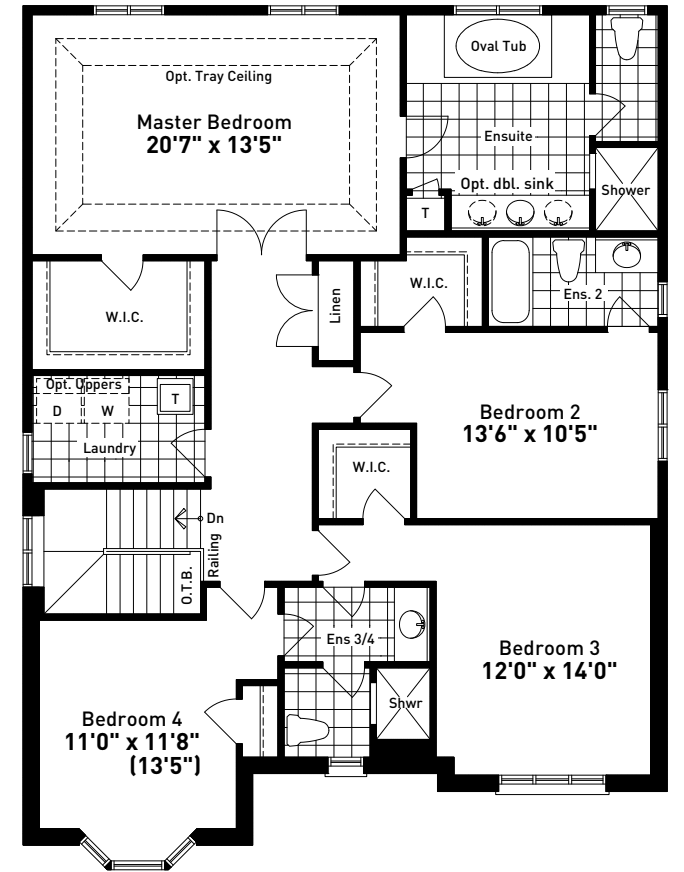 Oval Tub
Opt. Tray Ceiling
Master Bedroom
20'7" x 13'5"
Ensuite
Opt. dbl. sink
Shower
T
W.I.C.
Ens. 2
Linen
W.I.C.
Opt. Uppers
D
W
T
Laundry
Bedroom 2
13'6" x 10'5"
W.I.C.
Dn
Railing
O.T.B.
Ens 3/4
Bedroom 3
12'0" x 14'0"
Shwr
Bedroom 4
11'0" x 11'8"
(13'5")